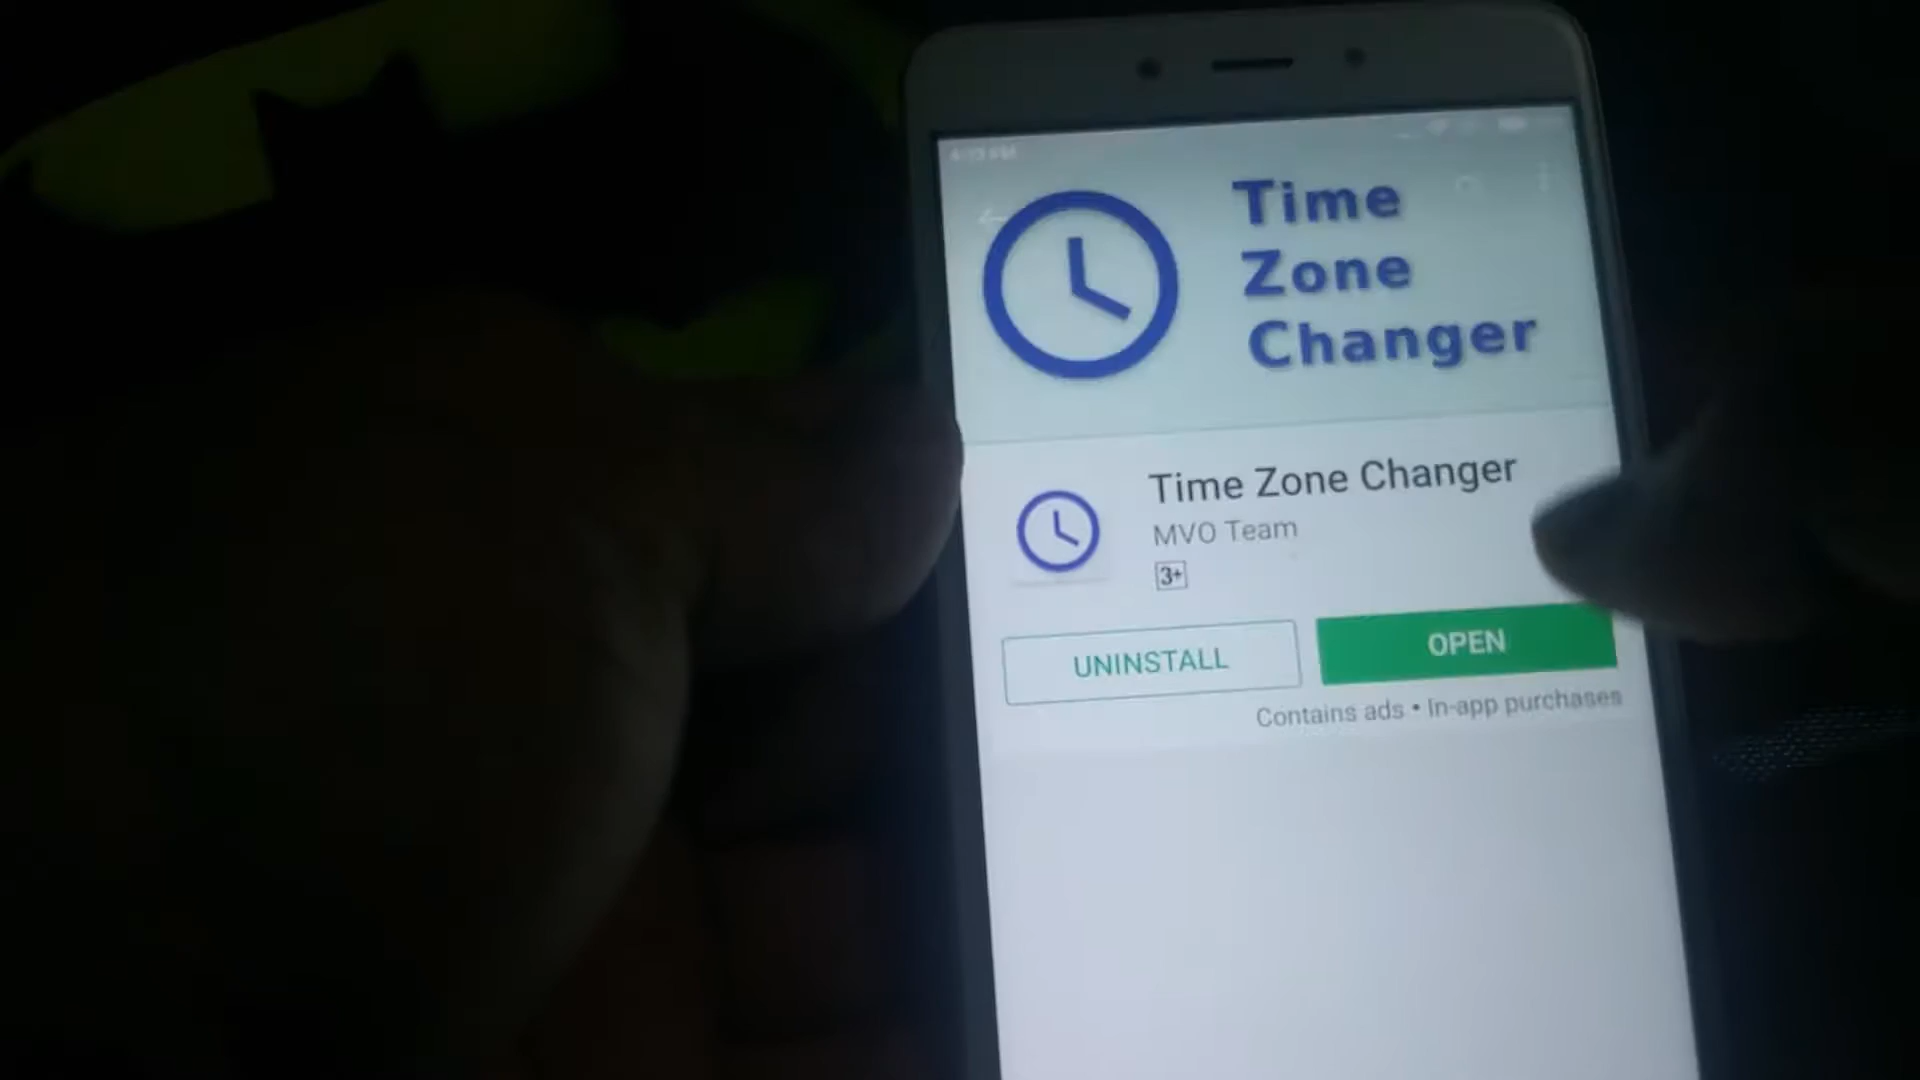 Time
Zone
Changer
Time Zone Changer
MVO Team
3+
UNINSTALL
OPEN
Contains ads • In-app purchases